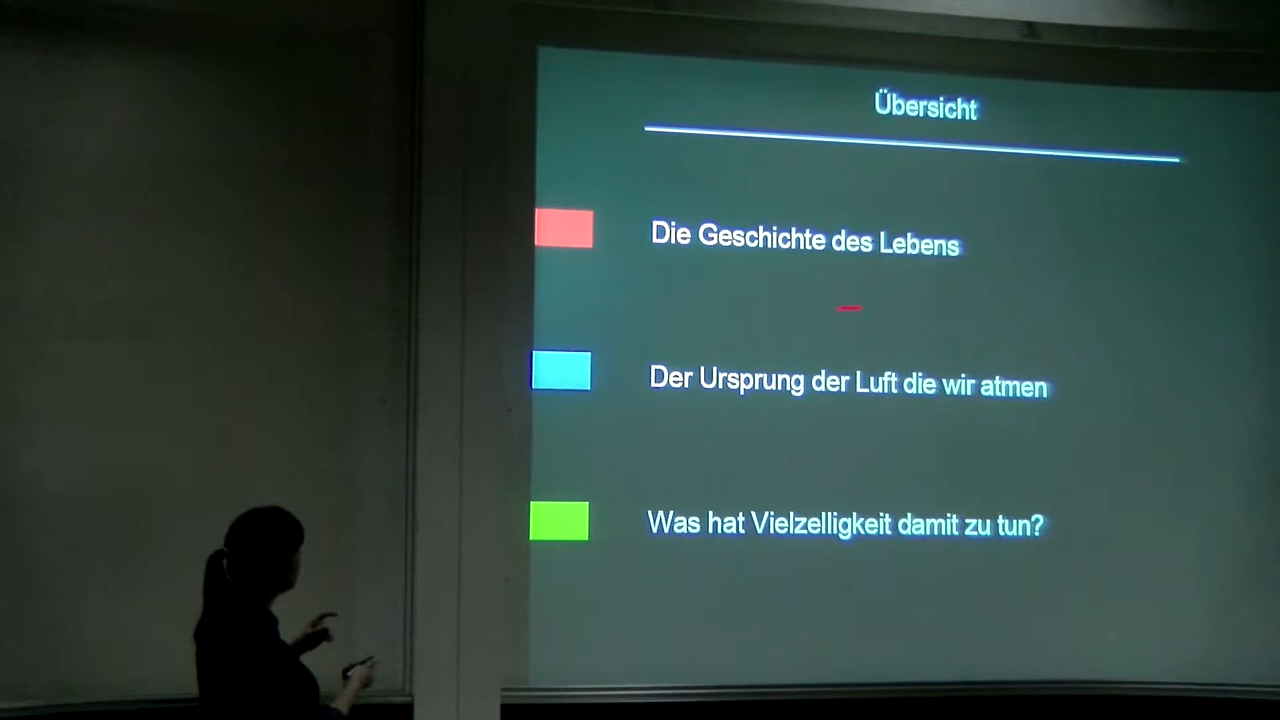 Übersicht
Die Geschichte des Lebens
Der Ursprung der Luft die wir atmen
Was hat Vielzelligkeit damit zu tun?